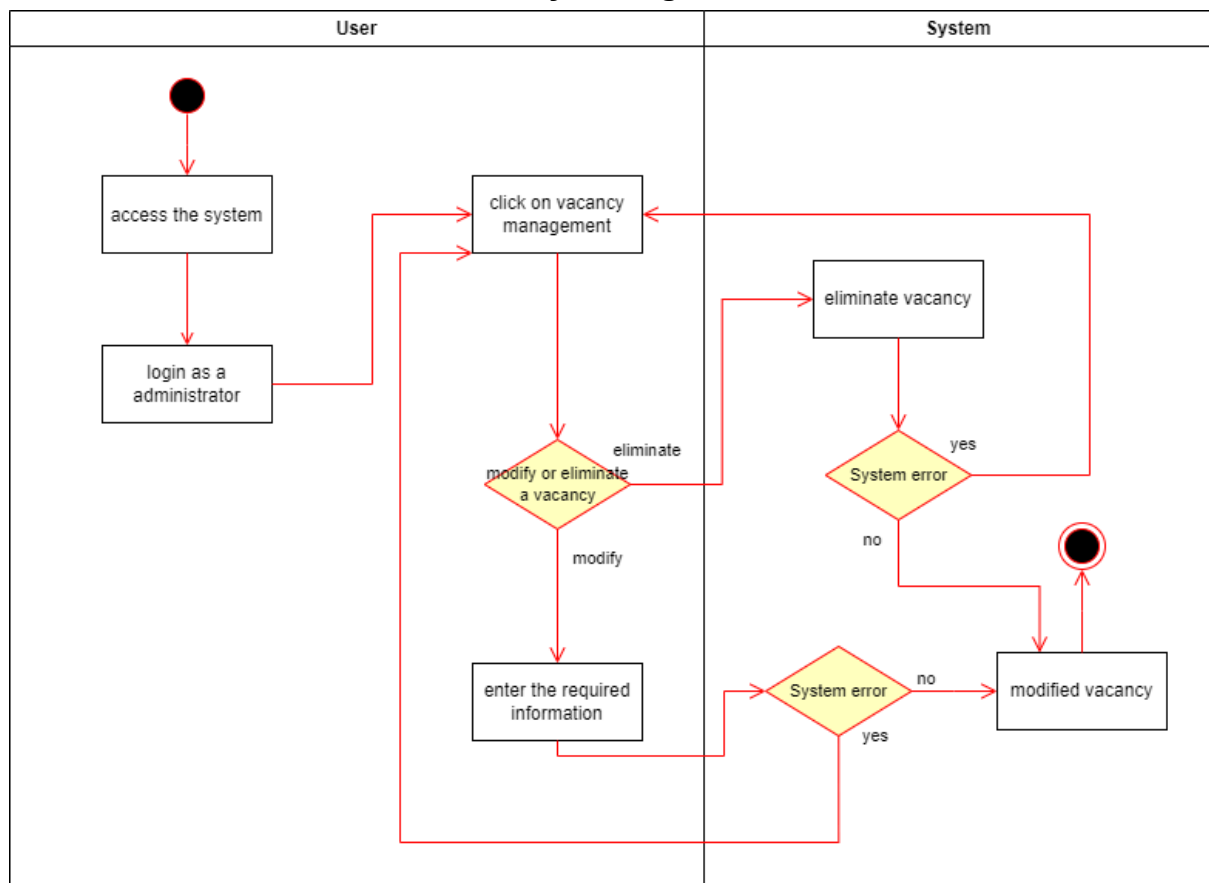 User
System
access the system
click on vacancy
management
eliminate vacancy
login as a
administrator
eliminate
yes
modify or eliminate
a vacancy
System error
no
modify
enter the required
information
System error
no
modified vacancy
yes